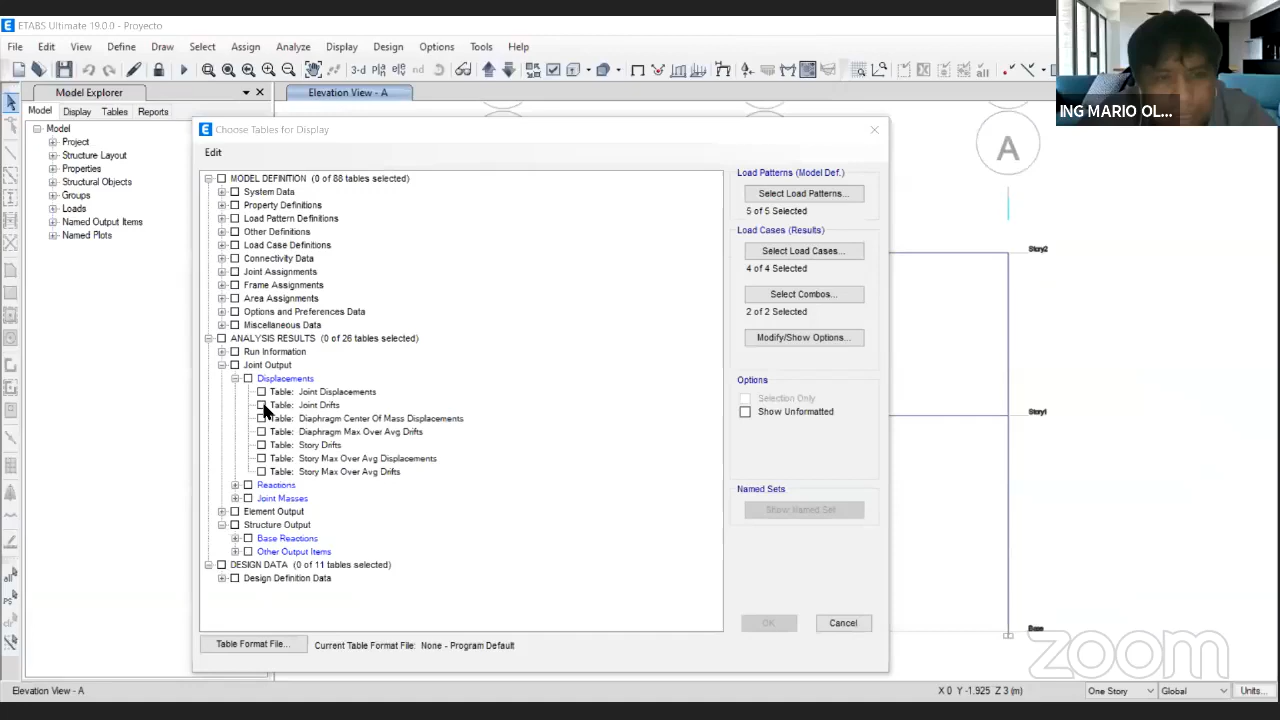 ETABS Ultimate 19.0.0 - Proyecto
File Edit View Define Draw Select Assign Analyze Display Design Options Tools Help
ING MARIO OL...
Model Explorer
Elevation View - A
Model Display Tables Reports
Model
Project
Structure Layout
Properties
Structural Objects
Groups
Loads
Named Output Items
Named Plots
Choose Tables for Display
Edit
MODEL DEFINITION (0 of 88 tables selected)
System Data
Property Definitions
Load Pattern Definitions
Other Definitions
Load Case Definitions
Connectivity Data
Joint Assignments
Frame Assignments
Area Assignments
Options and Preferences Data
Miscellaneous Data
ANALYSIS RESULTS (0 of 26 tables selected)
Run Information
Joint Output
Displacements
Table: Joint Displacements
Table: Joint Drifts
Table: Diaphragm Center Of Mass Displacements
Table: Diaphragm Max Over Avg Drifts
Table: Story Drifts
Table: Story Max Over Avg Displacements
Table: Story Max Over Avg Drifts
Reactions
Joint Masses
Element Output
Structure Output
Base Reactions
Other Output Items
DESIGN DATA (0 of 11 tables selected)
Design Definition Data
Table Format File...
Current Table Format File: None - Program Default
Load Patterns (Model Def.)
Select Load Patterns...
5 of 5 Selected
Load Cases (Results)
Select Load Cases...
4 of 4 Selected
Select Combos...
2 of 2 Selected
Modify/Show Options...
Options
Selection Only
Show Unformatted
Named Sets
Show Named Set...
OK
Cancel
A
Story2
Story1
Base
zoom
Elevation View - A
X 0 Y -1.925 Z 3 (m)
One Story
Global
Units...